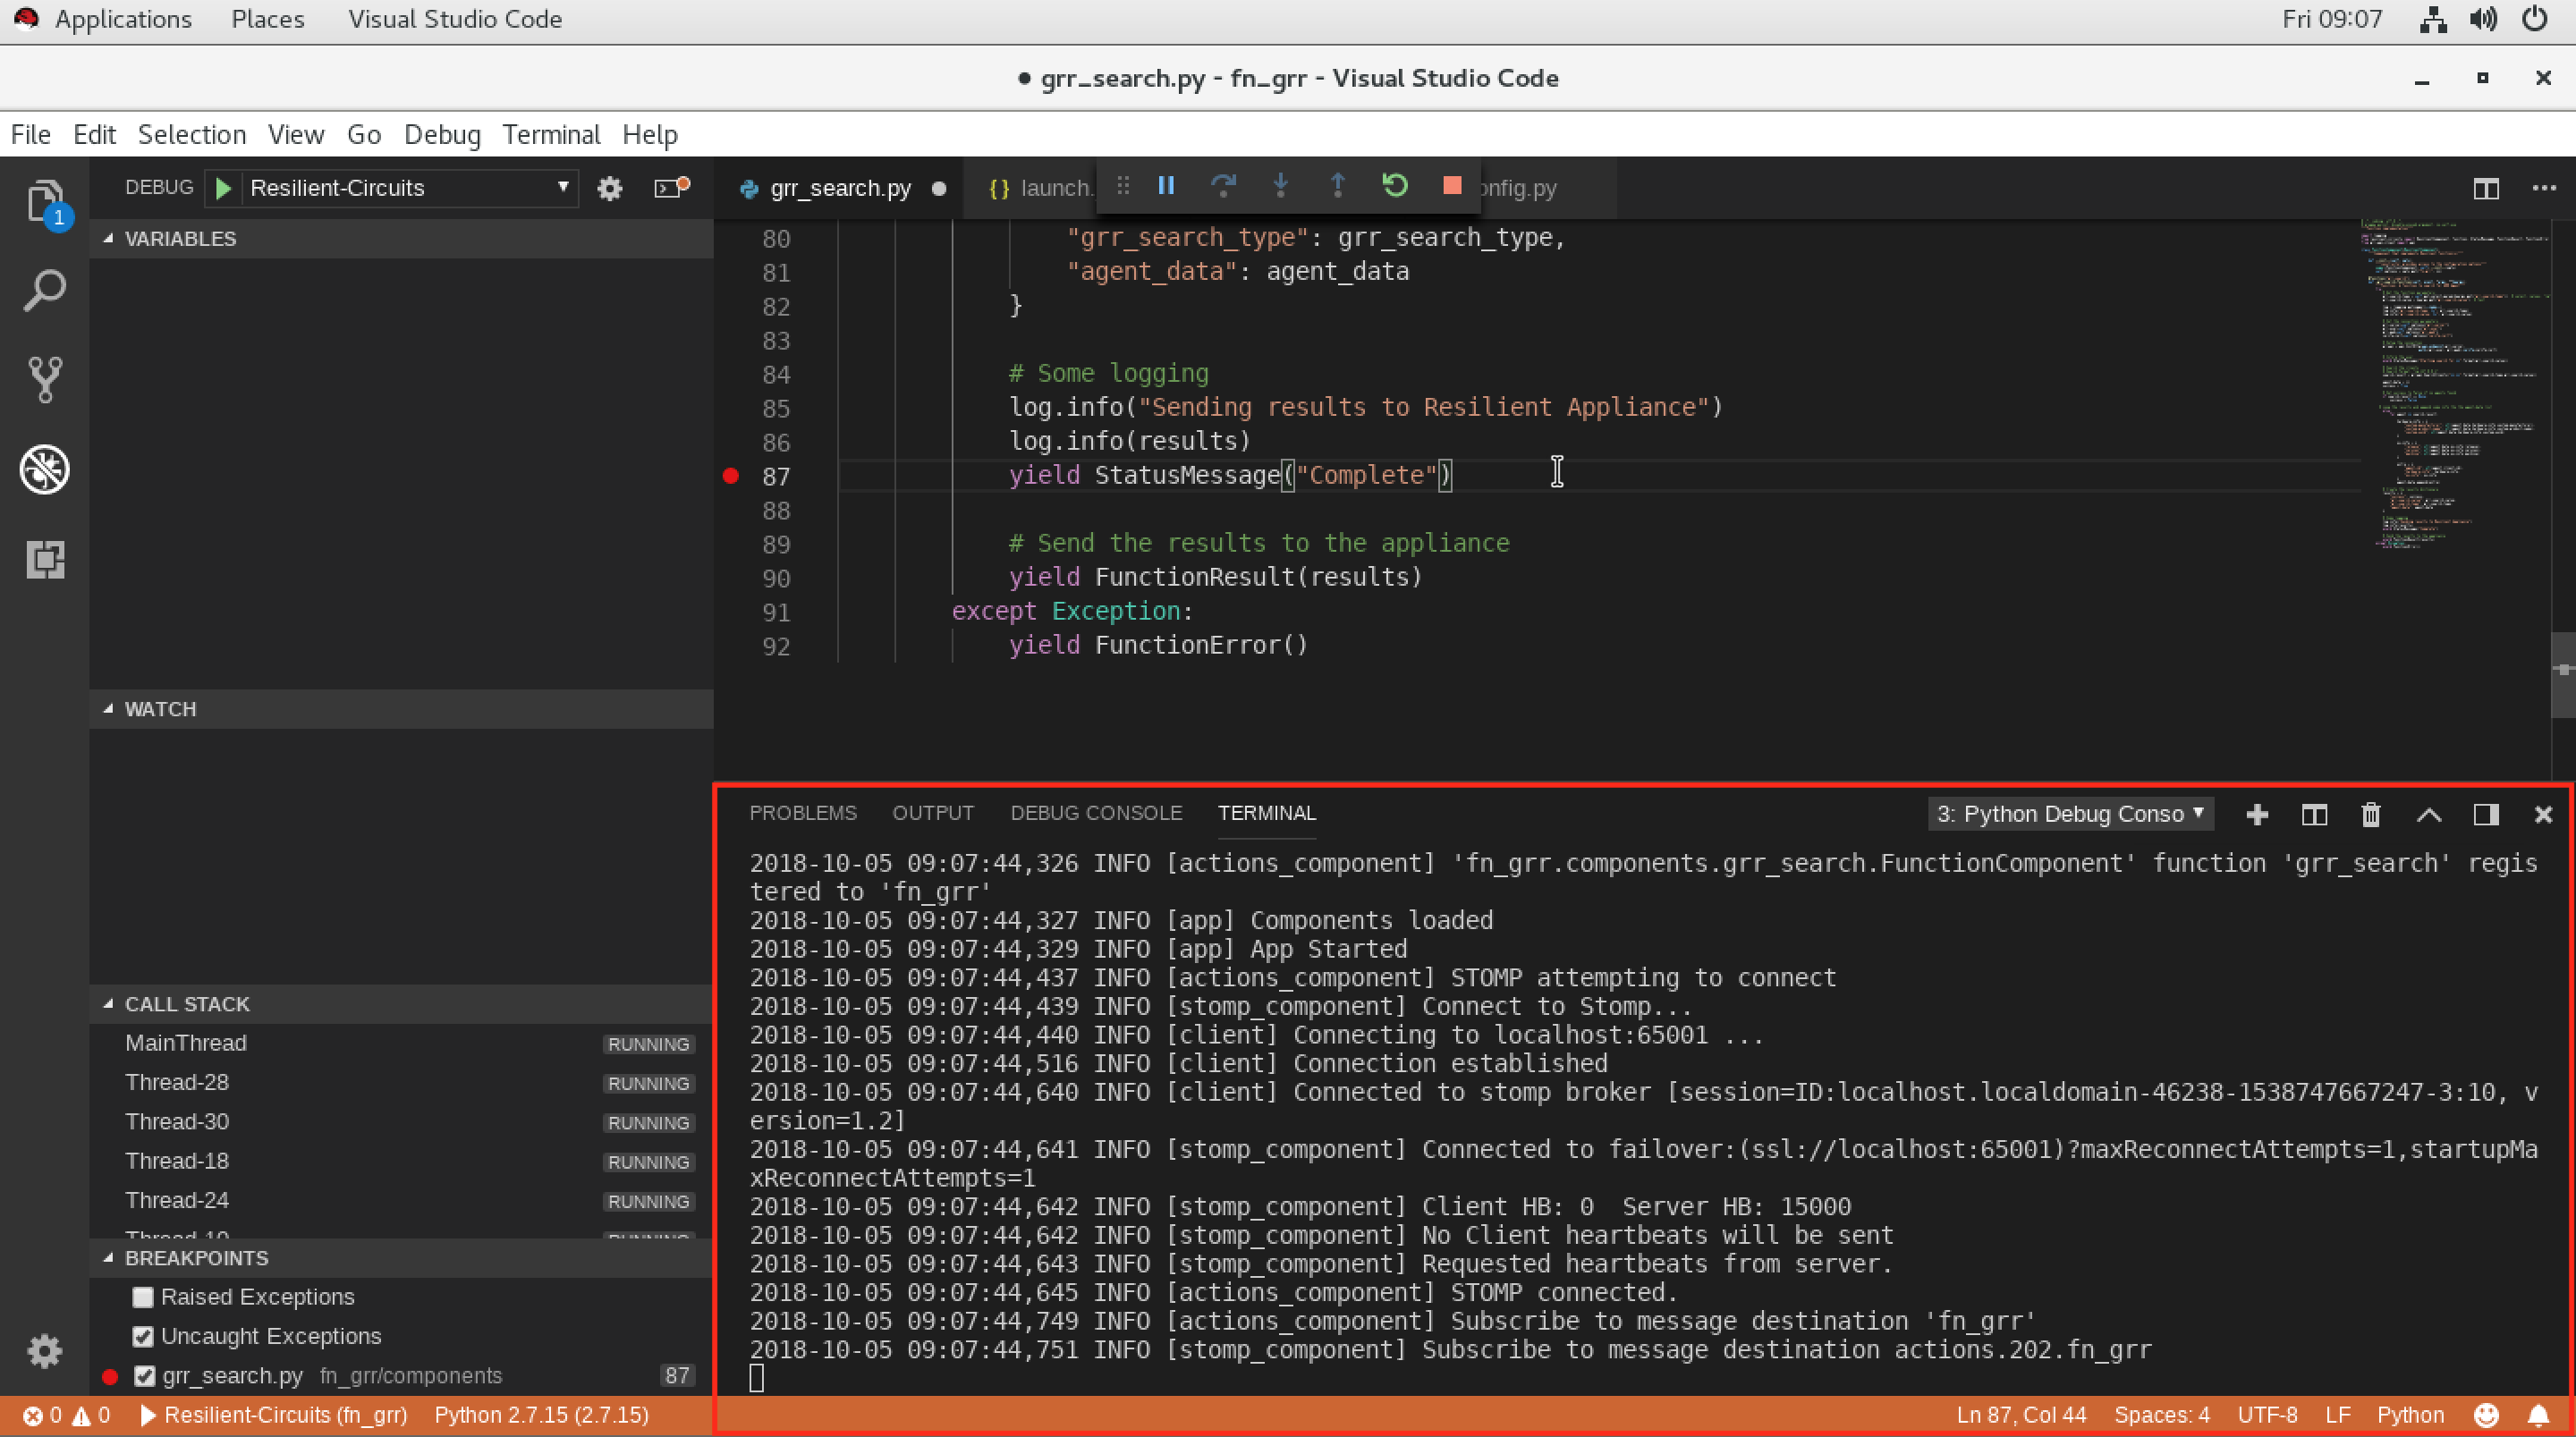 Applications Places Visual Studio Code Fri 09:07
● grr_search.py - fn_grr - Visual Studio Code
File Edit Selection View Go Debug Terminal Help
1
DEBUG Resilient-Circuits
VARIABLES
WATCH
CALL STACK
MainThread RUNNING
Thread-28 RUNNING
Thread-30 RUNNING
Thread-18 RUNNING
Thread-24 RUNNING
BREAKPOINTS
Raised Exceptions
Uncaught Exceptions
grr_search.py fn_grr/components 87
grr_search.py {} launch. onfig.py
80 "grr_search_type": grr_search_type,
81 "agent_data": agent_data
82 }
83
84 # Some logging
85 log.info("Sending results to Resilient Appliance")
86 log.info(results)
87 yield StatusMessage("Complete")
88
89 # Send the results to the appliance
90 yield FunctionResult(results)
91 except Exception:
92 yield FunctionError()
PROBLEMS OUTPUT DEBUG CONSOLE TERMINAL 3: Python Debug Conso
2018-10-05 09:07:44,326 INFO [actions_component] 'fn_grr.components.grr_search.FunctionComponent' function 'grr_search' regis
tered to 'fn_grr'
2018-10-05 09:07:44,327 INFO [app] Components loaded
2018-10-05 09:07:44,329 INFO [app] App Started
2018-10-05 09:07:44,437 INFO [actions_component] STOMP attempting to connect
2018-10-05 09:07:44,439 INFO [stomp_component] Connect to Stomp...
2018-10-05 09:07:44,440 INFO [client] Connecting to localhost:65001 ...
2018-10-05 09:07:44,516 INFO [client] Connection established
2018-10-05 09:07:44,640 INFO [client] Connected to stomp broker [session=ID:localhost.localdomain-46238-1538747667247-3:10, v
ersion=1.2]
2018-10-05 09:07:44,641 INFO [stomp_component] Connected to failover:(ssl://localhost:65001)?maxReconnectAttempts=1,startupMa
xReconnectAttempts=1
2018-10-05 09:07:44,642 INFO [stomp_component] Client HB: 0  Server HB: 15000
2018-10-05 09:07:44,642 INFO [stomp_component] No Client heartbeats will be sent
2018-10-05 09:07:44,643 INFO [stomp_component] Requested heartbeats from server.
2018-10-05 09:07:44,645 INFO [actions_component] STOMP connected.
2018-10-05 09:07:44,749 INFO [actions_component] Subscribe to message destination 'fn_grr'
2018-10-05 09:07:44,751 INFO [stomp_component] Subscribe to message destination actions.202.fn_grr
0 0 Resilient-Circuits (fn_grr) Python 2.7.15 (2.7.15) Ln 87, Col 44 Spaces: 4 UTF-8 LF Python